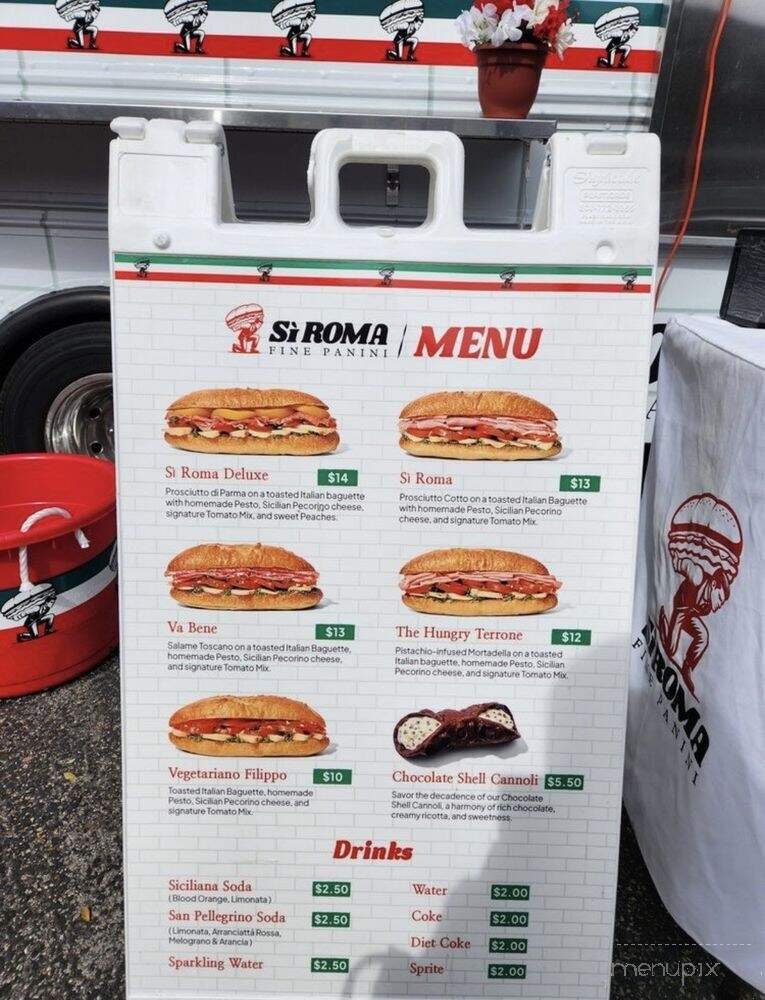 Sì ROMA
FINE PANINI
MENU
Sì Roma Deluxe $14
Prosciutto di Parma on a toasted Italian baguette
with homemade Pesto, Sicilian Pecorino cheese,
signature Tomato Mix, and sweet Peaches.
Sì Roma $13
Prosciutto Cotto on a toasted Italian Baguette
with homemade Pesto, Sicilian Pecorino
cheese, and signature Tomato Mix.
Va Bene $13
Salame Toscano on a toasted Italian Baguette,
homemade Pesto, Sicilian Pecorino cheese,
and signature Tomato Mix.
The Hungry Terrone $12
Pistachio-infused Mortadella on a toasted
Italian baguette, homemade Pesto, Sicilian
Pecorino cheese, and signature Tomato Mix.
Vegetariano Filippo $10
Toasted Italian Baguette, homemade
Pesto, Sicilian Pecorino cheese, and
signature Tomato Mix.
Chocolate Shell Cannoli $5.50
Savor the decadence of our Chocolate
Shell Cannoli, a harmony of rich chocolate,
creamy ricotta, and sweetness.
Drinks
Siciliana Soda $2.50
(Blood Orange, Limonata)
San Pellegrino Soda $2.50
(Limonata, Arranciatta Rossa,
Melograno & Arancia)
Sparkling Water $2.50
Water $2.00
Coke $2.00
Diet Coke $2.00
Sprite $2.00
Sì ROMA
FINE PANINI
menupix